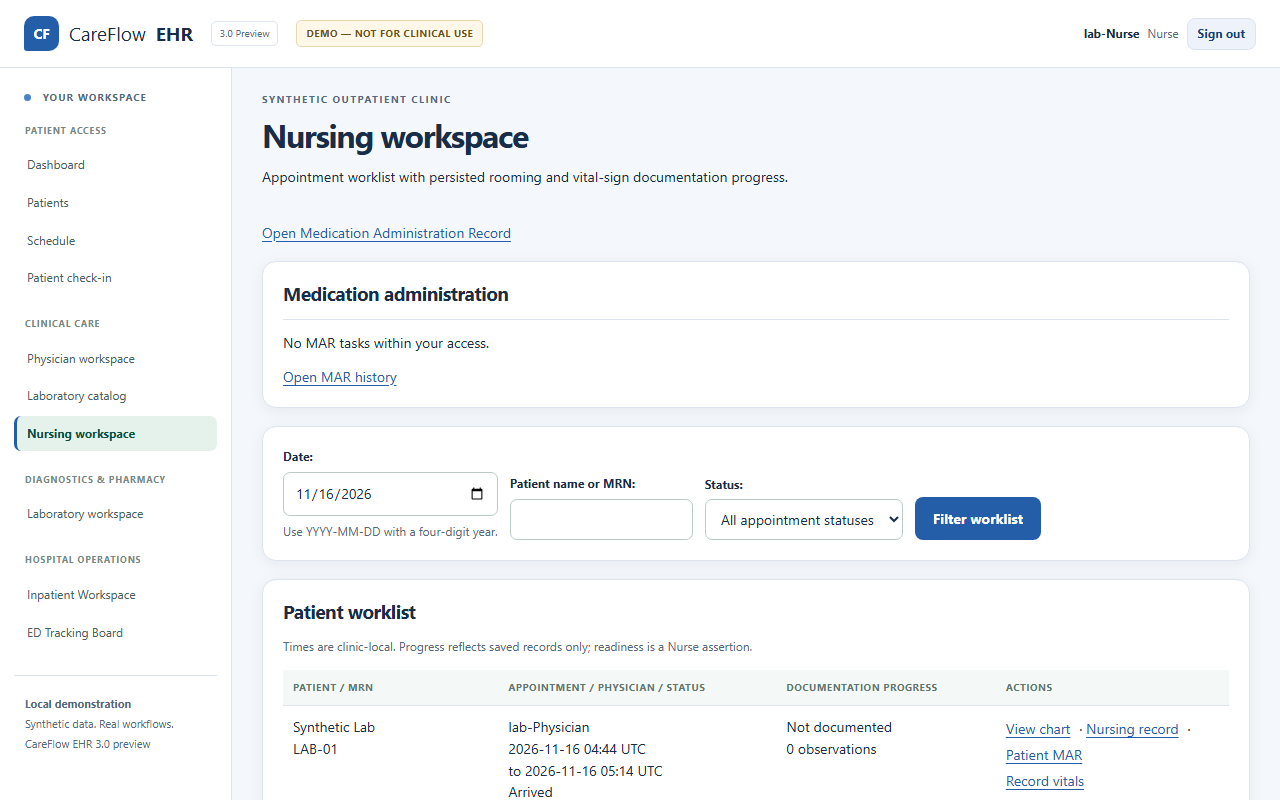 CF CareFlow EHR 3.0 Preview DEMO — NOT FOR CLINICAL USE lab-Nurse Nurse Sign out
YOUR WORKSPACE
PATIENT ACCESS
Dashboard
Patients
Schedule
Patient check-in
CLINICAL CARE
Physician workspace
Laboratory catalog
Nursing workspace
DIAGNOSTICS & PHARMACY
Laboratory workspace
HOSPITAL OPERATIONS
Inpatient Workspace
ED Tracking Board
Local demonstration
Synthetic data. Real workflows.
CareFlow EHR 3.0 preview
SYNTHETIC OUTPATIENT CLINIC
Nursing workspace
Appointment worklist with persisted rooming and vital-sign documentation progress.
Open Medication Administration Record
Medication administration
No MAR tasks within your access.
Open MAR history
Date:
11/16/2026
Use YYYY-MM-DD with a four-digit year.
Patient name or MRN:
Status:
All appointment statuses
Filter worklist
Patient worklist
Times are clinic-local. Progress reflects saved records only; readiness is a Nurse assertion.
PATIENT / MRN APPOINTMENT / PHYSICIAN / STATUS DOCUMENTATION PROGRESS ACTIONS
Synthetic Lab
LAB-01
lab-Physician
2026-11-16 04:44 UTC
to 2026-11-16 05:14 UTC
Arrived
Not documented
0 observations
View chart · Nursing record ·
Patient MAR
Record vitals